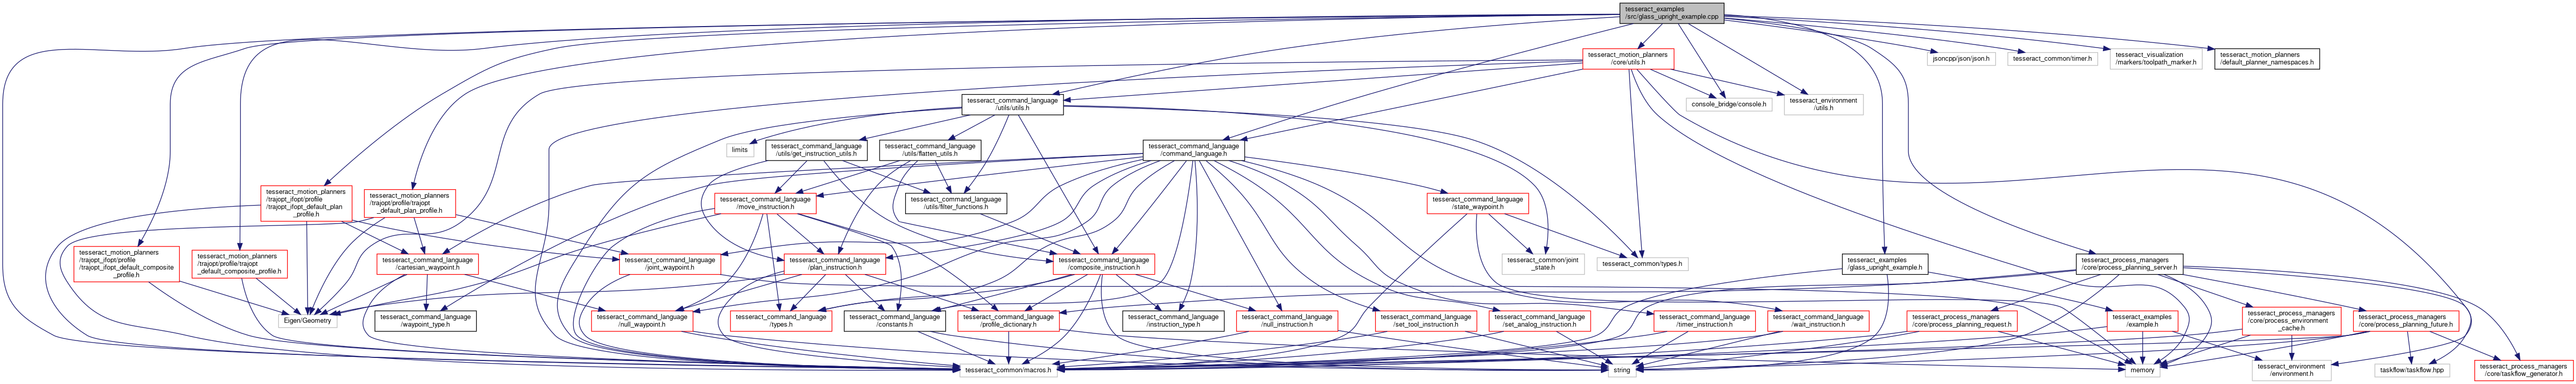 tesseract_examples
/src/glass_upright_example.cpp
tesseract_motion_planners
/core/utils.h
jsoncpp/json/json.h
tesseract_common/timer.h
tesseract_visualization
/markers/toolpath_marker.h
tesseract_motion_planners
/default_planner_namespaces.h
tesseract_command_language
/utils/utils.h
console_bridge/console.h
tesseract_environment
/utils.h
limits
tesseract_command_language
/utils/get_instruction_utils.h
tesseract_command_language
/utils/flatten_utils.h
tesseract_command_language
/command_language.h
tesseract_motion_planners
/trajopt_ifopt/profile
/trajopt_ifopt_default_plan
_profile.h
tesseract_motion_planners
/trajopt/profile/trajopt
_default_plan_profile.h
tesseract_command_language
/move_instruction.h
tesseract_command_language
/utils/filter_functions.h
tesseract_command_language
/state_waypoint.h
tesseract_motion_planners
/trajopt_ifopt/profile
/trajopt_ifopt_default_composite
_profile.h
tesseract_motion_planners
/trajopt/profile/trajopt
_default_composite_profile.h
tesseract_command_language
/cartesian_waypoint.h
tesseract_command_language
/joint_waypoint.h
tesseract_command_language
/plan_instruction.h
tesseract_command_language
/composite_instruction.h
tesseract_common/joint
_state.h
tesseract_common/types.h
tesseract_examples
/glass_upright_example.h
tesseract_process_managers
/core/process_planning_server.h
Eigen/Geometry
tesseract_command_language
/waypoint_type.h
tesseract_command_language
/null_waypoint.h
tesseract_command_language
/types.h
tesseract_command_language
/constants.h
tesseract_command_language
/profile_dictionary.h
tesseract_command_language
/instruction_type.h
tesseract_command_language
/null_instruction.h
tesseract_command_language
/set_tool_instruction.h
tesseract_command_language
/set_analog_instruction.h
tesseract_command_language
/timer_instruction.h
tesseract_command_language
/wait_instruction.h
tesseract_process_managers
/core/process_planning_request.h
tesseract_examples
/example.h
tesseract_process_managers
/core/process_environment
_cache.h
tesseract_process_managers
/core/process_planning_future.h
tesseract_common/macros.h
string
memory
tesseract_environment
/environment.h
taskflow/taskflow.hpp
tesseract_process_managers
/core/taskflow_generator.h